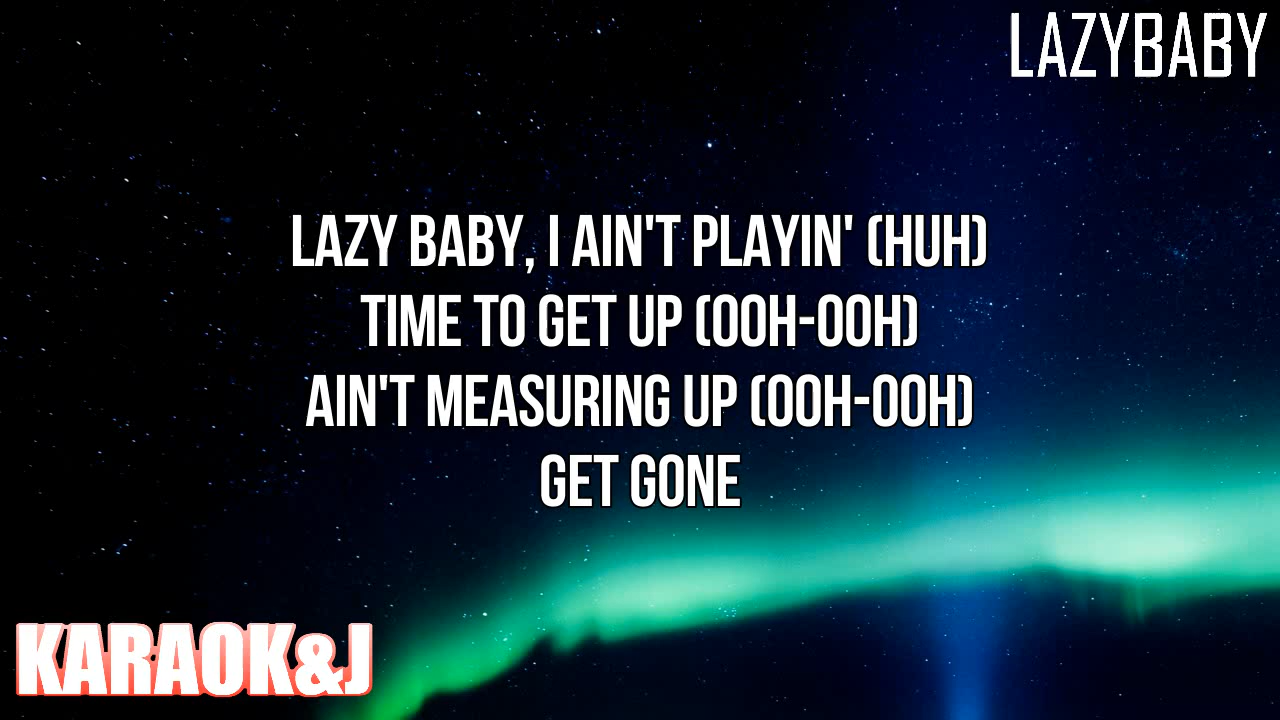 LAZYBABY
LAZY BABY, I AIN'T PLAYIN' (HUH)
TIME TO GET UP (OOH-OOH)
AIN'T MEASURING UP (OOH-OOH)
GET GONE
KARAOK&J